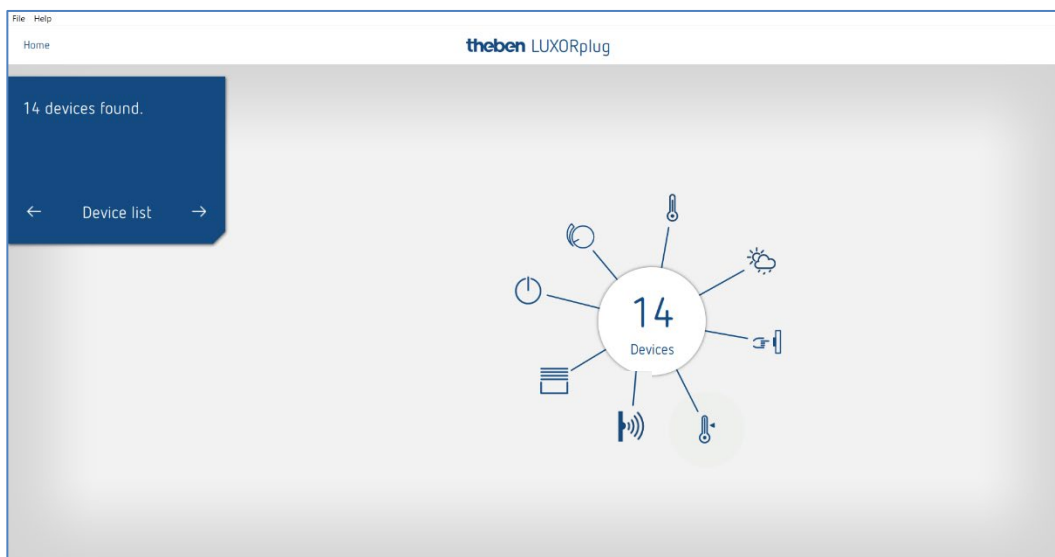 File Help
Home
theben LUXORplug
14 devices found.
← Device list →
14
Devices